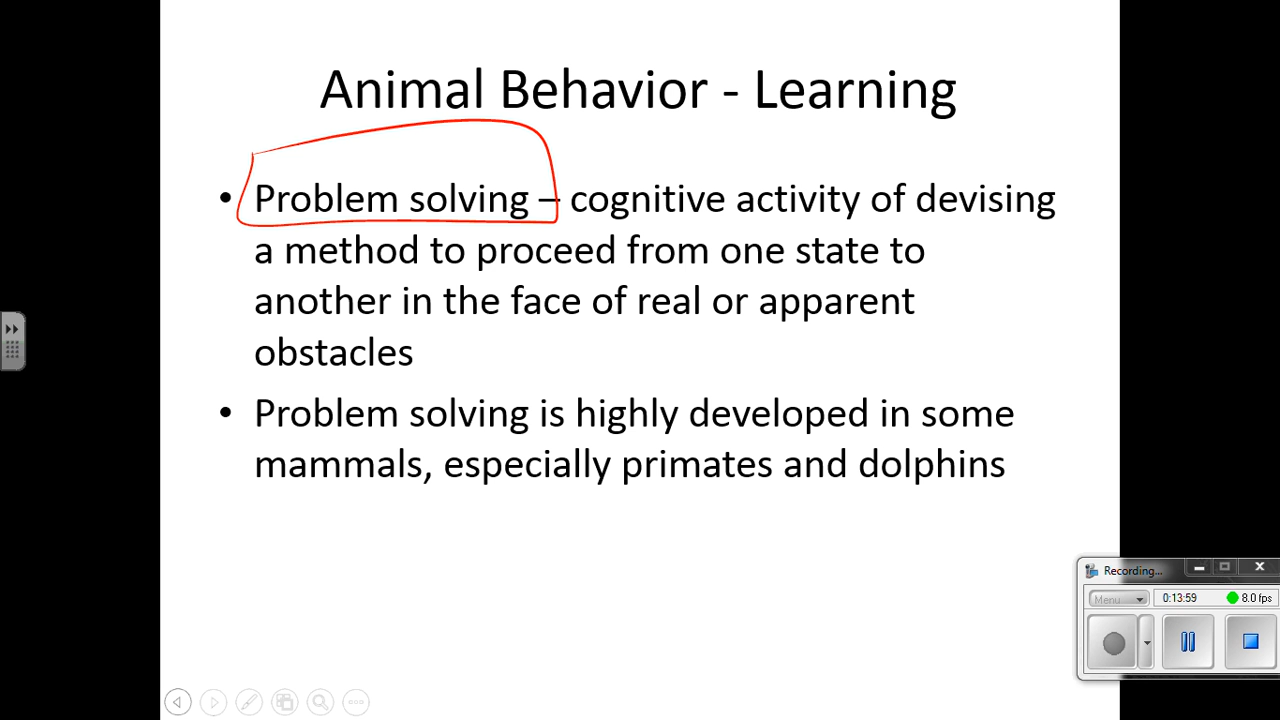 Animal Behavior - Learning
• Problem solving – cognitive activity of devising
a method to proceed from one state to
another in the face of real or apparent
obstacles
• Problem solving is highly developed in some
mammals, especially primates and dolphins
Recording...
Menu 0:13:59 8.0 fps